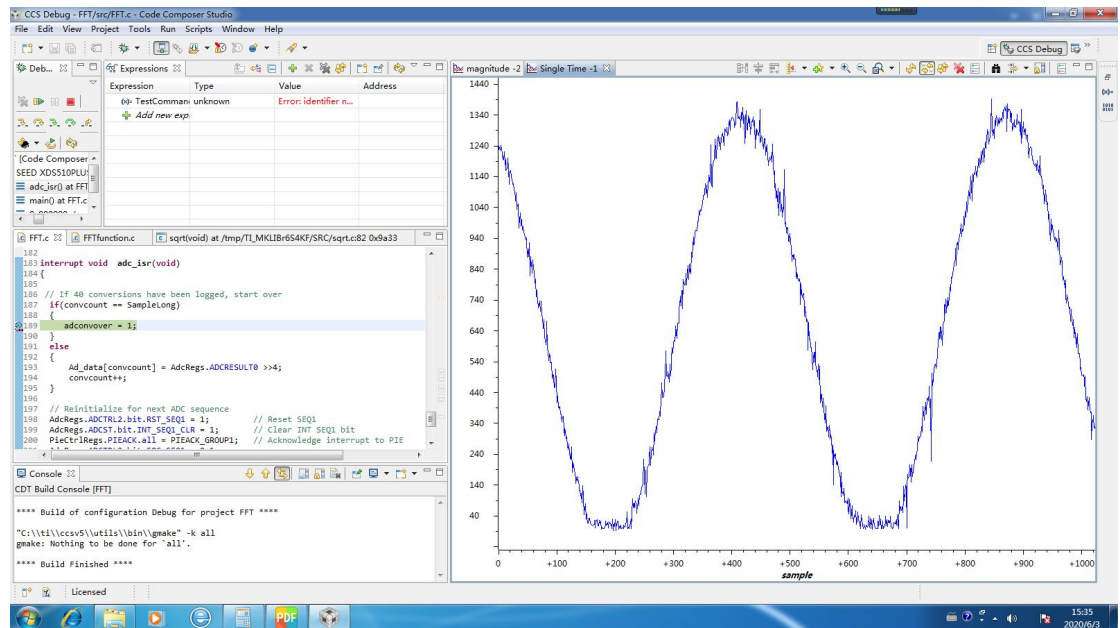 CCS Debug - FFT/src/FFT.c - Code Composer Studio
File Edit View Project Tools Run Scripts Window Help
CCS Debug
Deb...
Expressions
magnitude -2
Single Time -1
Expression Type Value Address
TestComman unknown Error: identifier n...
Add new exp
[Code Composer
SEED XDS510PLUS
adc_isr() at FFT
main() at FFT.c
FFT.c
FFTfunction.c
sqrt(void) at /tmp/TI_MKLIBr6S4KF/SRC/sqrt.c:82 0x9a33
182
183 interrupt void adc_isr(void)
184 {
185
186 // If 40 conversions have been logged, start over
187 if(convcount == SampleLong)
188 {
189 adconvover = 1;
190 }
191 else
192 {
193 Ad_data[convcount] = AdcRegs.ADCRESULT0 >>4;
194 convcount++;
195 }
196
197 // Reinitialize for next ADC sequence
198 AdcRegs.ADCTRL2.bit.RST_SEQ1 = 1; // Reset SEQ1
199 AdcRegs.ADCST.bit.INT_SEQ1_CLR = 1; // Clear INT SEQ1 bit
200 PieCtrlRegs.PIEACK.all = PIEACK_GROUP1; // Acknowledge interrupt to PIE
Console
CDT Build Console [FFT]
**** Build of configuration Debug for project FFT ****
"C:\\ti\\ccsv5\\utils\\bin\\gmake" -k all
gmake: Nothing to be done for `all'.
**** Build Finished ****
1440
1340
1240
1140
1040
940
840
740
640
540
440
340
240
140
40
0 +100 +200 +300 +400 +500 +600 +700 +800 +900 +1000
sample
Licensed
PDF
15:35
2020/6/3